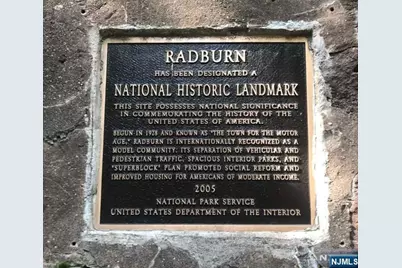 RADBURN
HAS BEEN DESIGNATED A
NATIONAL HISTORIC LANDMARK
THIS SITE POSSESSES NATIONAL SIGNIFICANCE
IN COMMEMORATING THE HISTORY OF THE
UNITED STATES OF AMERICA.
BEGUN IN 1928 AND KNOWN AS "THE TOWN FOR THE MOTOR
AGE," RADBURN IS INTERNATIONALLY RECOGNIZED AS A
MODEL COMMUNITY. ITS SEPARATION OF VEHICULAR AND
PEDESTRIAN TRAFFIC, SPACIOUS INTERIOR PARKS, AND
"SUPERBLOCK" PLAN PROMOTED SOCIAL REFORM AND
IMPROVED HOUSING FOR AMERICANS OF MODERATE INCOME.
2005
NATIONAL PARK SERVICE
UNITED STATES DEPARTMENT OF THE INTERIOR
NJMLS